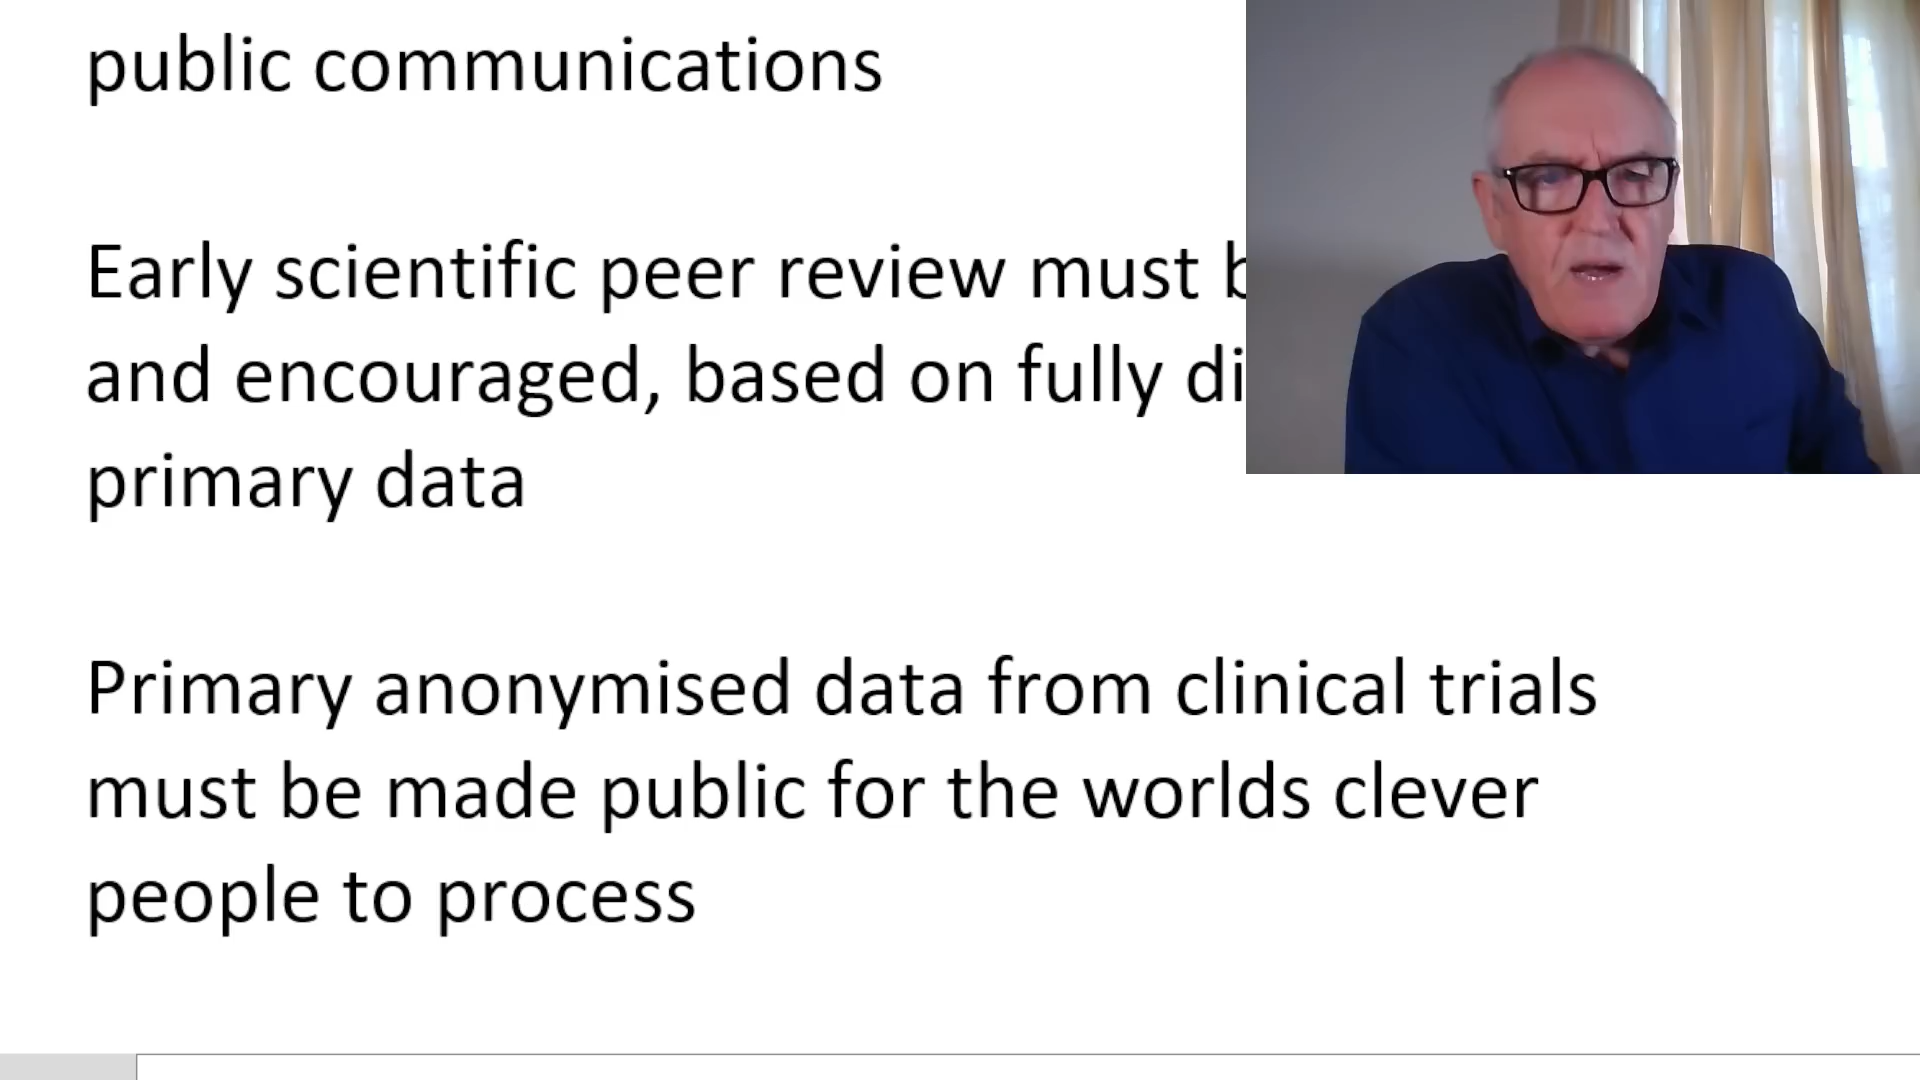 public communications
Early scientific peer review must
and encouraged, based on fully
primary data
Primary anonymised data from clinical trials
must be made public for the worlds clever
people to process